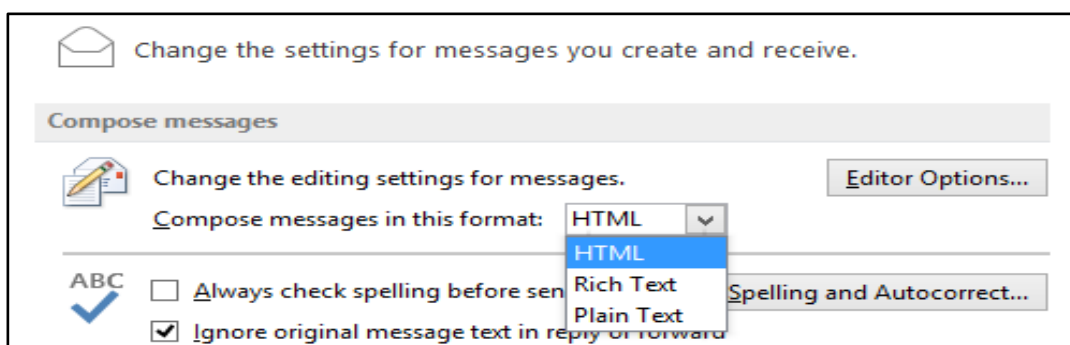 Change the settings for messages you create and receive.
Compose messages
Change the editing settings for messages. Editor Options...
Compose messages in this format: HTML
HTML
ABC
Rich Text
Always check spelling before sen Spelling and Autocorrect...
Plain Text
Ignore original message text in reply or forward